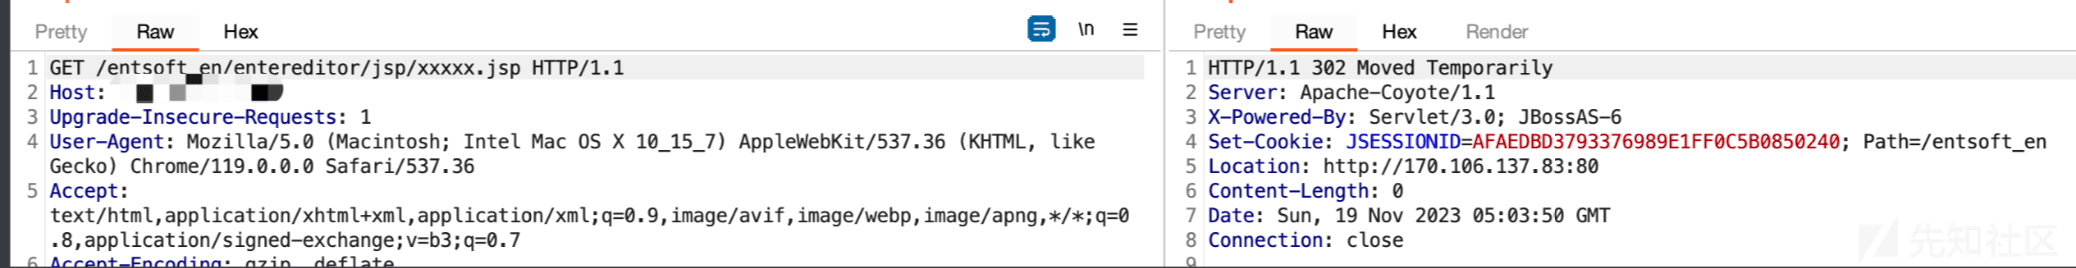 Pretty Raw Hex \n
1 GET /entsoft_en/entereditor/jsp/xxxxx.jsp HTTP/1.1
2 Host:
3 Upgrade-Insecure-Requests: 1
4 User-Agent: Mozilla/5.0 (Macintosh; Intel Mac OS X 10_15_7) AppleWebKit/537.36 (KHTML, like
Gecko) Chrome/119.0.0.0 Safari/537.36
5 Accept:
text/html,application/xhtml+xml,application/xml;q=0.9,image/avif,image/webp,image/apng,*/*;q=0
.8,application/signed-exchange;v=b3;q=0.7
6 Accept-Encoding: gzip, deflate
Pretty Raw Hex Render
1 HTTP/1.1 302 Moved Temporarily
2 Server: Apache-Coyote/1.1
3 X-Powered-By: Servlet/3.0; JBossAS-6
4 Set-Cookie: JSESSIONID=AFAEDBD3793376989E1FF0C5B0850240; Path=/entsoft_en
5 Location: http://170.106.137.83:80
6 Content-Length: 0
7 Date: Sun, 19 Nov 2023 05:03:50 GMT
8 Connection: close
9
先知社区